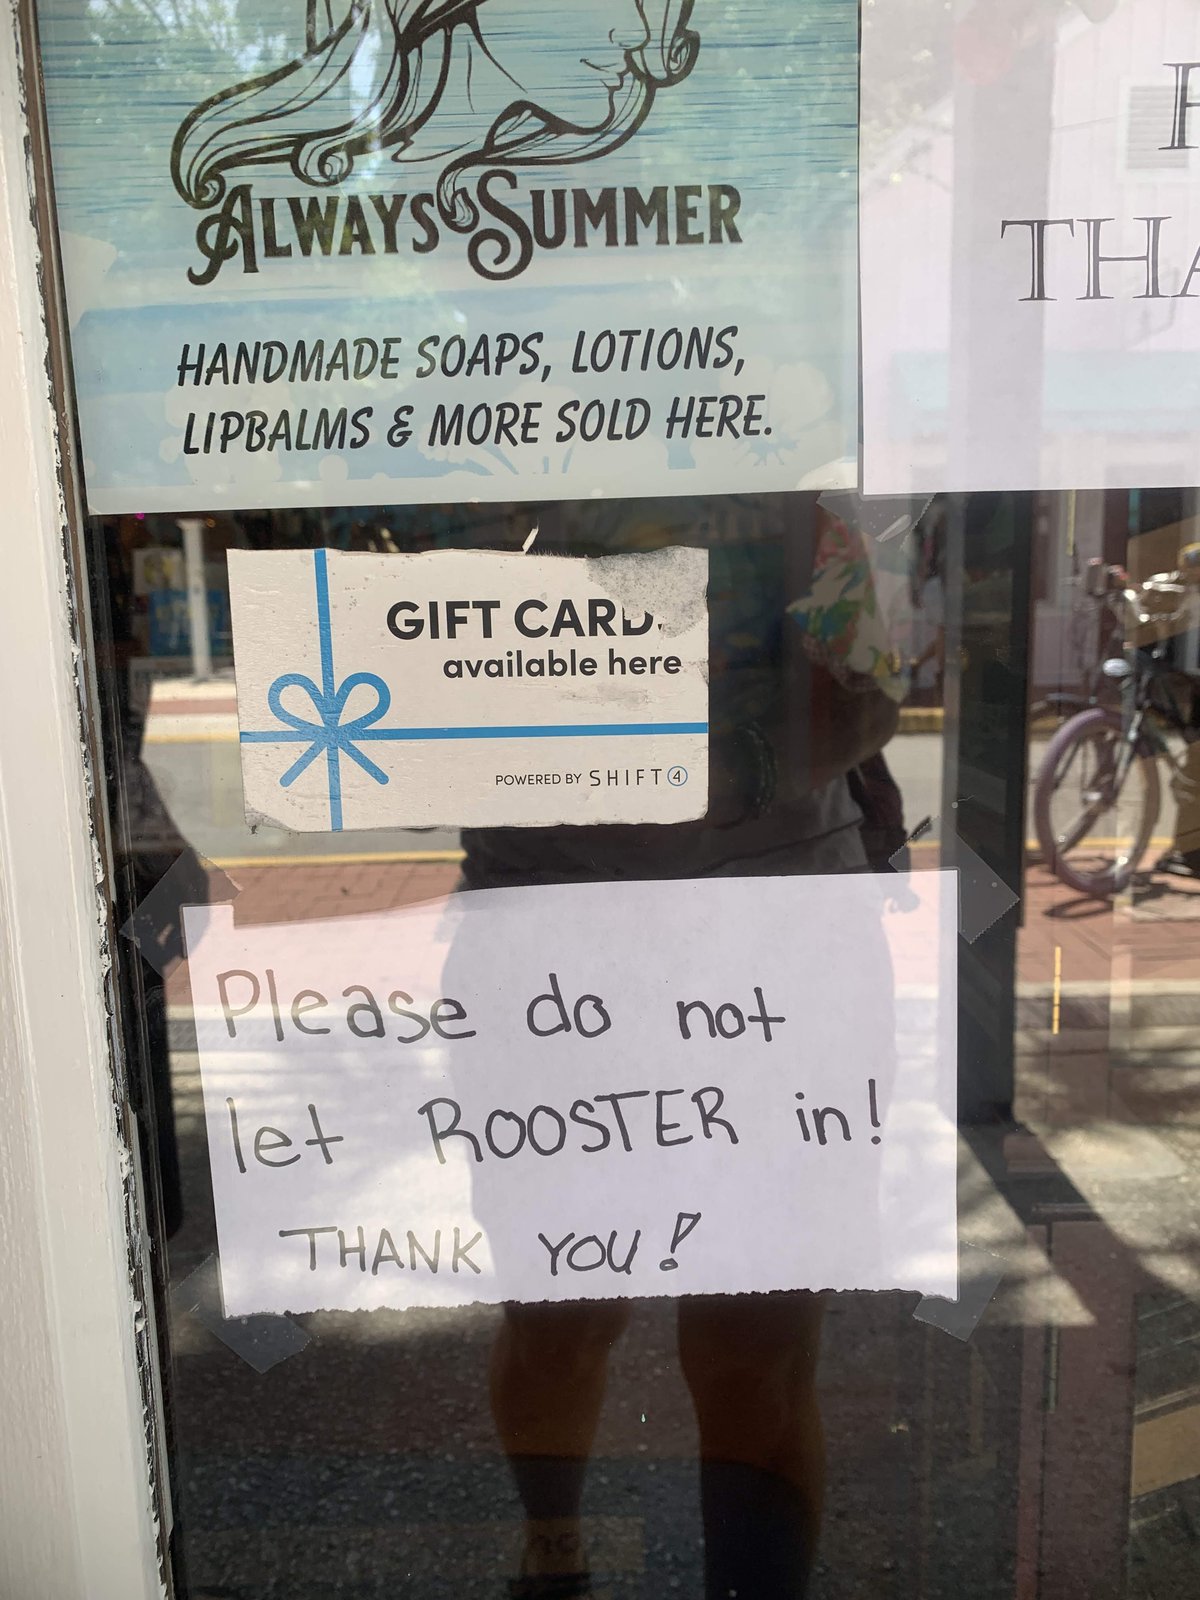 ALWAYS SUMMER
HANDMADE SOAPS, LOTIONS,
LIPBALMS & MORE SOLD HERE.
GIFT CARD
available here
POWERED BY SHIFT4
Please do not
let ROOSTER in!
THANK YOU!